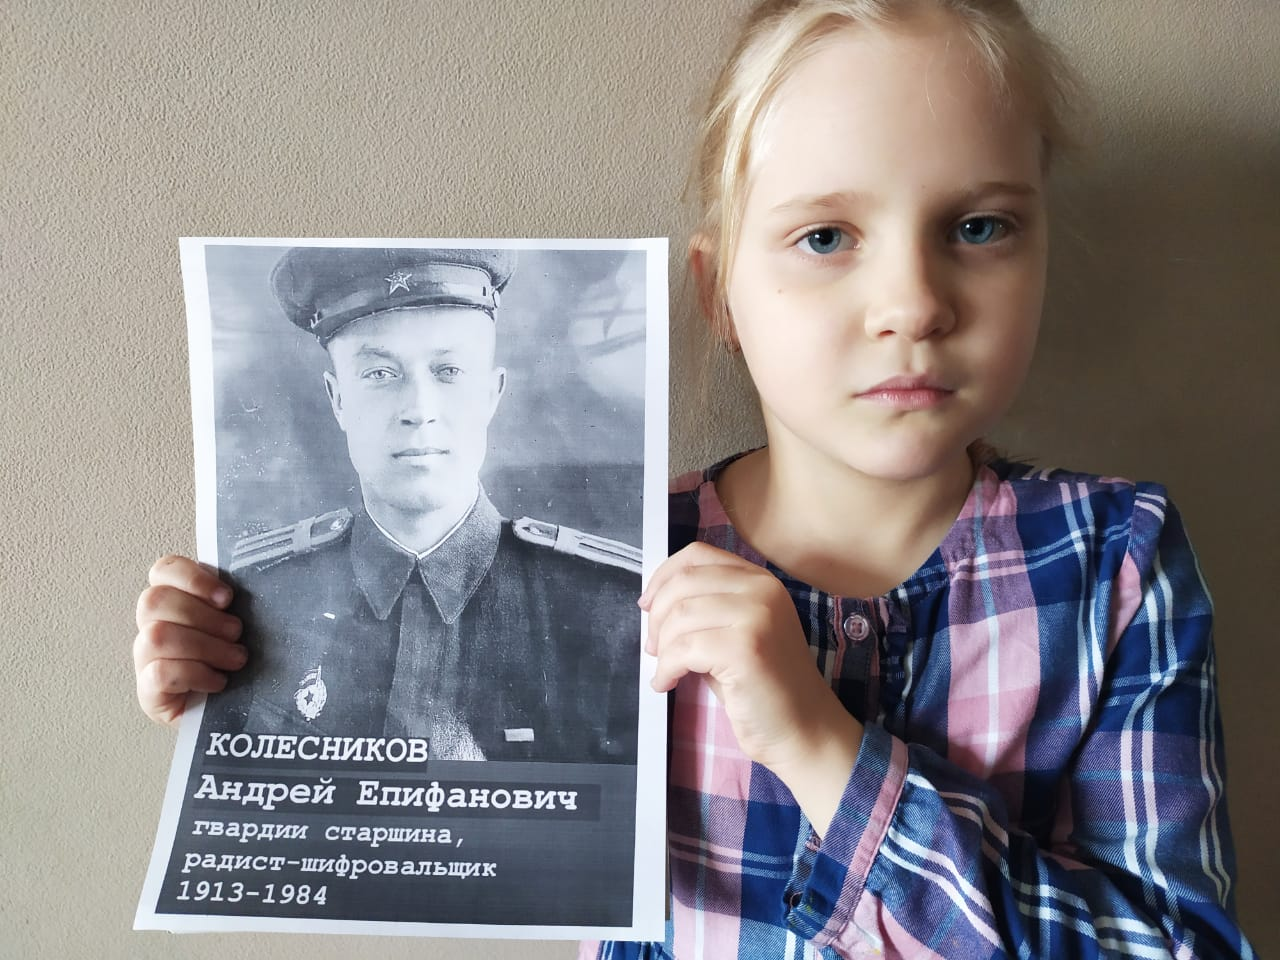 КОЛЕСНИКОВ
Андрей Епифанович
гвардии старшина,
радист-шифровальщик
1913-1984